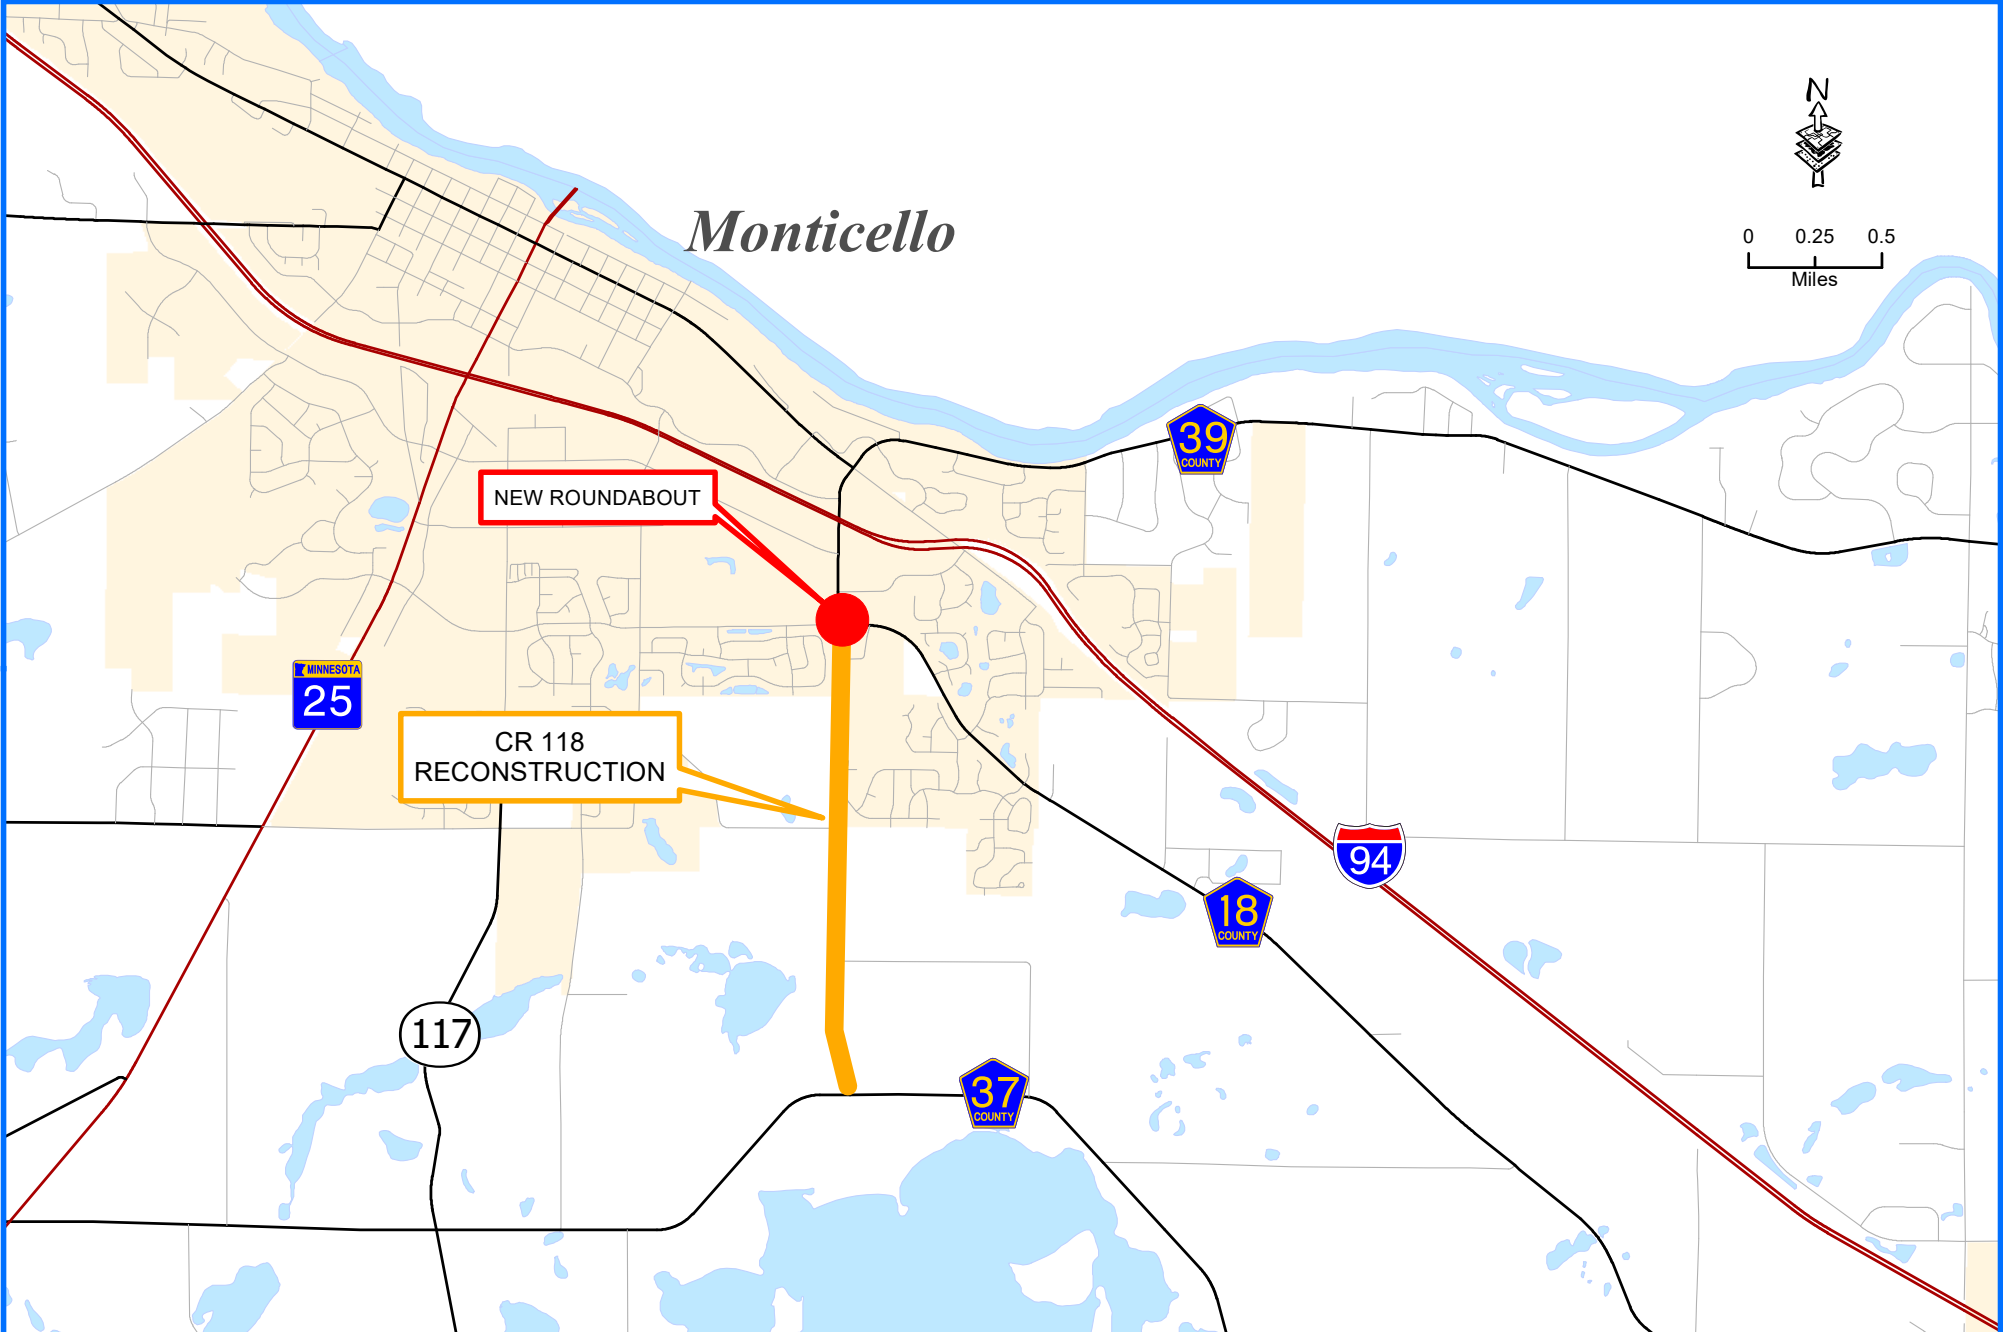 N
Monticello
0 0.25 0.5
Miles
39
COUNTY
NEW ROUNDABOUT
MINNESOTA
25
CR 118
RECONSTRUCTION
94
18
COUNTY
117
37
COUNTY